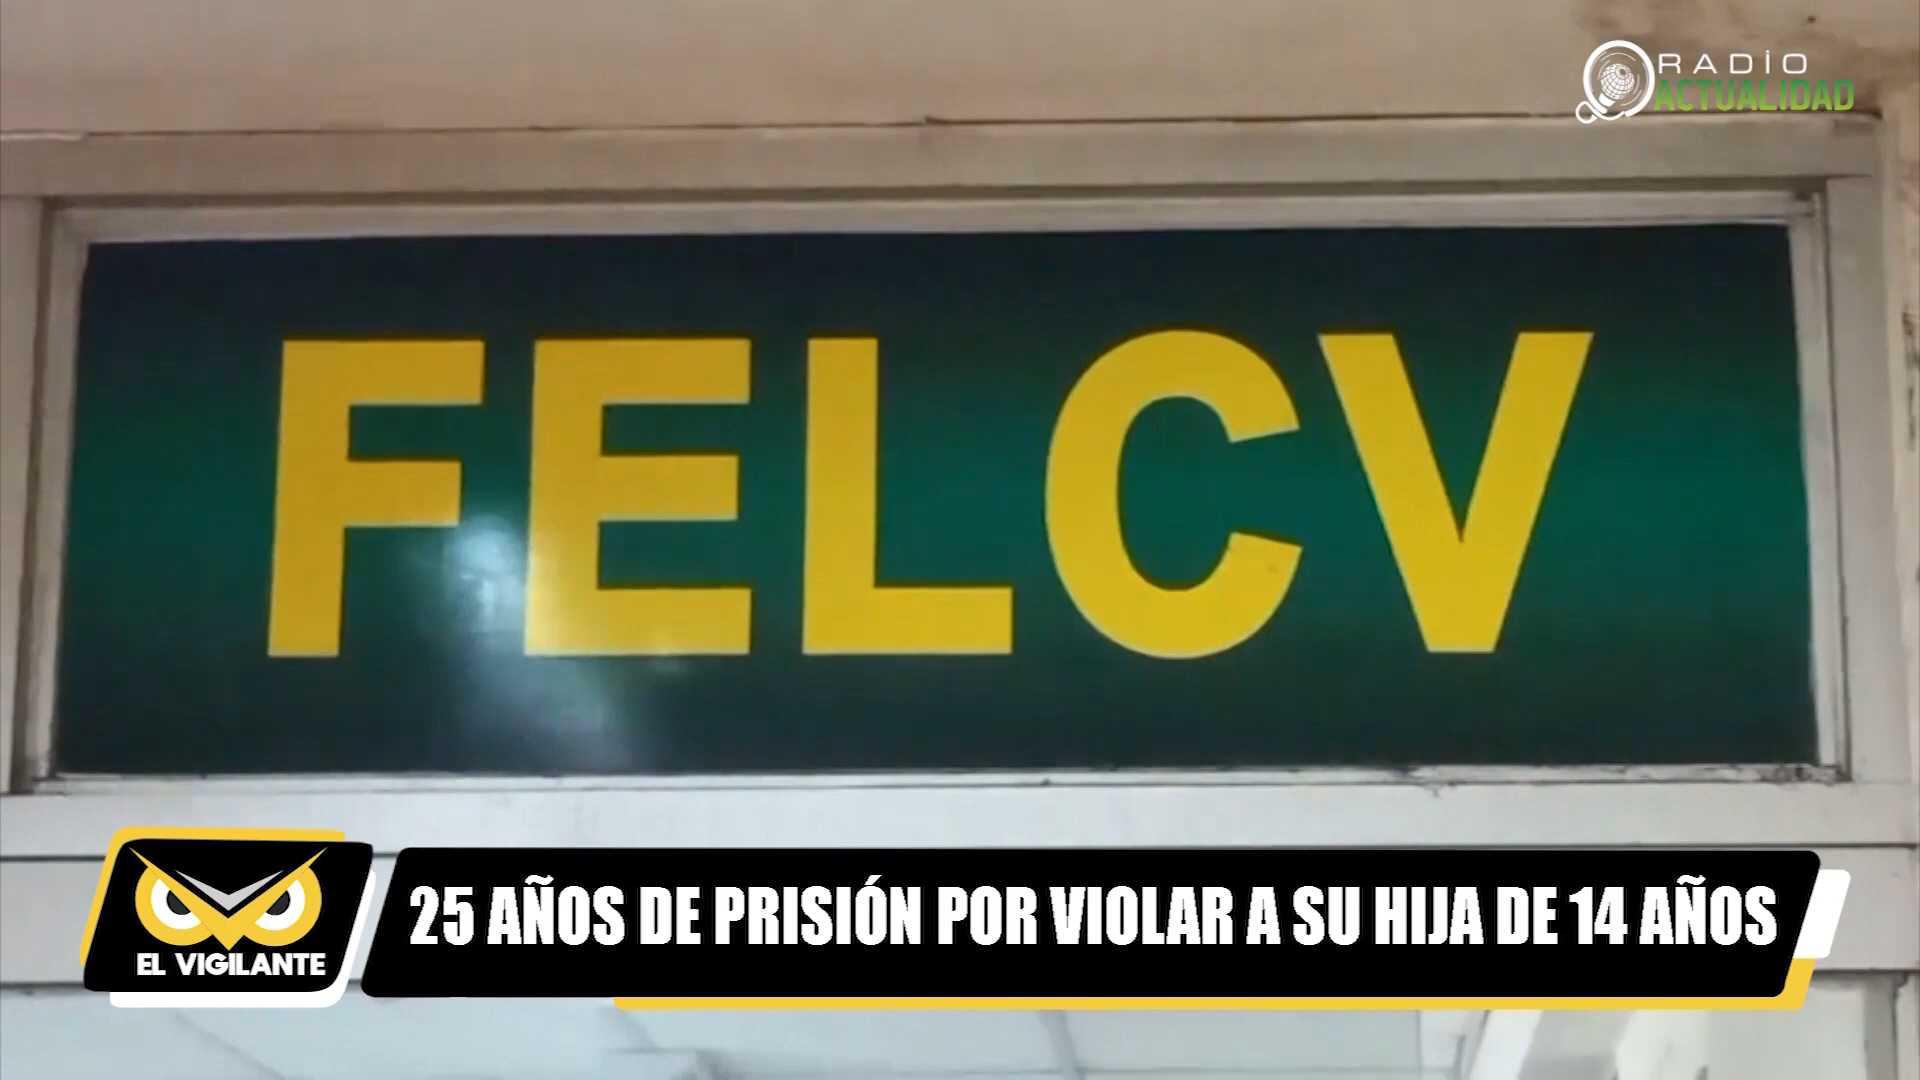 RADIO
ACTUALIDAD
FELCV
EL VIGILANTE
25 AÑOS DE PRISIÓN POR VIOLAR A SU HIJA DE 14 AÑOS